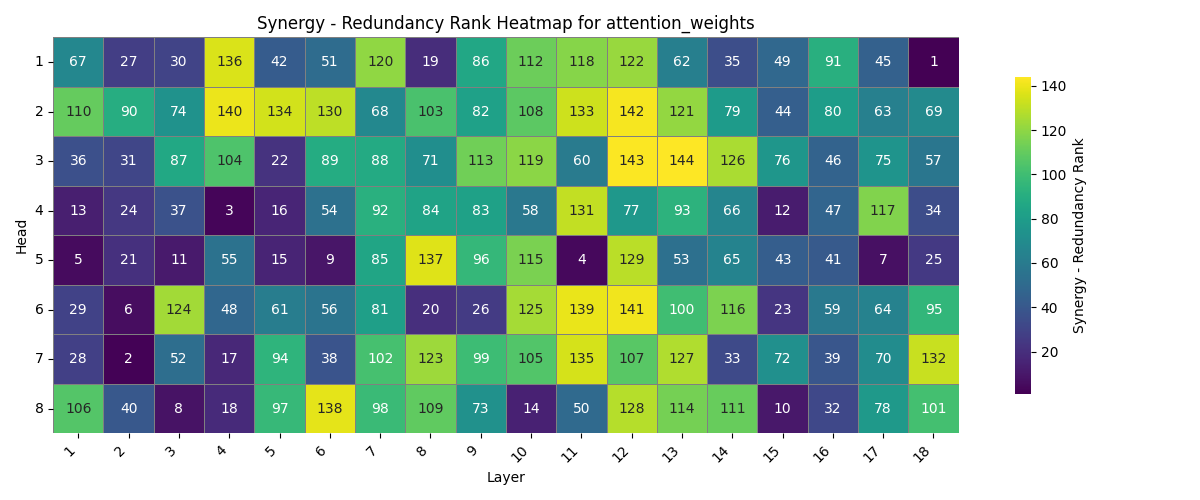 Synergy - Redundancy Rank Heatmap for attention_weights
1 67 27 30 136 42 51 120 19 86 112 118 122 62 35 49 91 45 1
2 110 90 74 140 134 130 68 103 82 108 133 142 121 79 44 80 63 69
3 36 31 87 104 22 89 88 71 113 119 60 143 144 126 76 46 75 57
4 13 24 37 3 16 54 92 84 83 58 131 77 93 66 12 47 117 34
5 5 21 11 55 15 9 85 137 96 115 4 129 53 65 43 41 7 25
6 29 6 124 48 61 56 81 20 26 125 139 141 100 116 23 59 64 95
7 28 2 52 17 94 38 102 123 99 105 135 107 127 33 72 39 70 132
8 106 40 8 18 97 138 98 109 73 14 50 128 114 111 10 32 78 101
1 2 3 4 5 6 7 8 9 10 11 12 13 14 15 16 17 18
Layer
Head
140
120
100
80
60
40
20
Synergy - Redundancy Rank